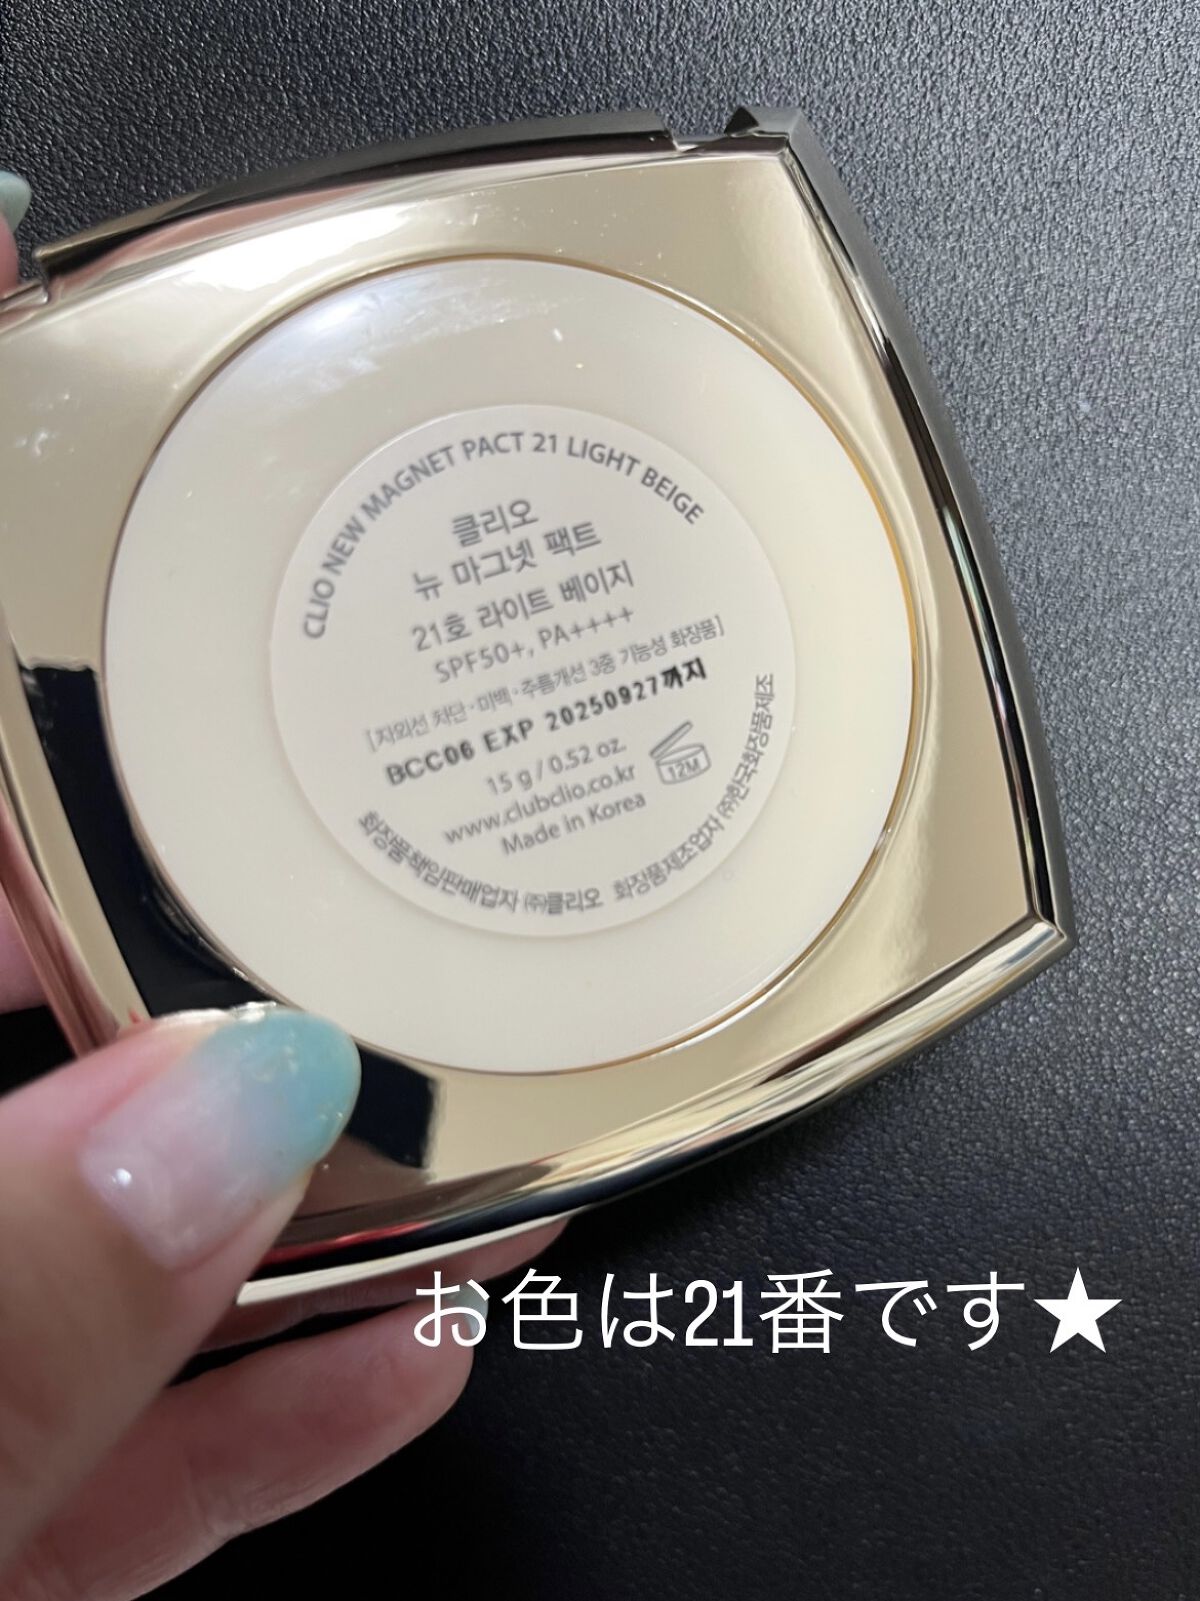 CLIO NEW MAGNET PACT 21 LIGHT BEIGE
클리오
뉴 마그넷 팩트
21호 라이트 베이지
SPF50+, PA++++
[자외선 차단·미백·주름개선 3중 기능성 화장품]
BCC06 EXP 20250927까지
15 g / 0.52 oz.
www.clubclio.co.kr
12M
Made in Korea
화장품책임판매업자 ㈜클리오 화장품제조업자 ㈜한국화장품제조
お色は21番です★